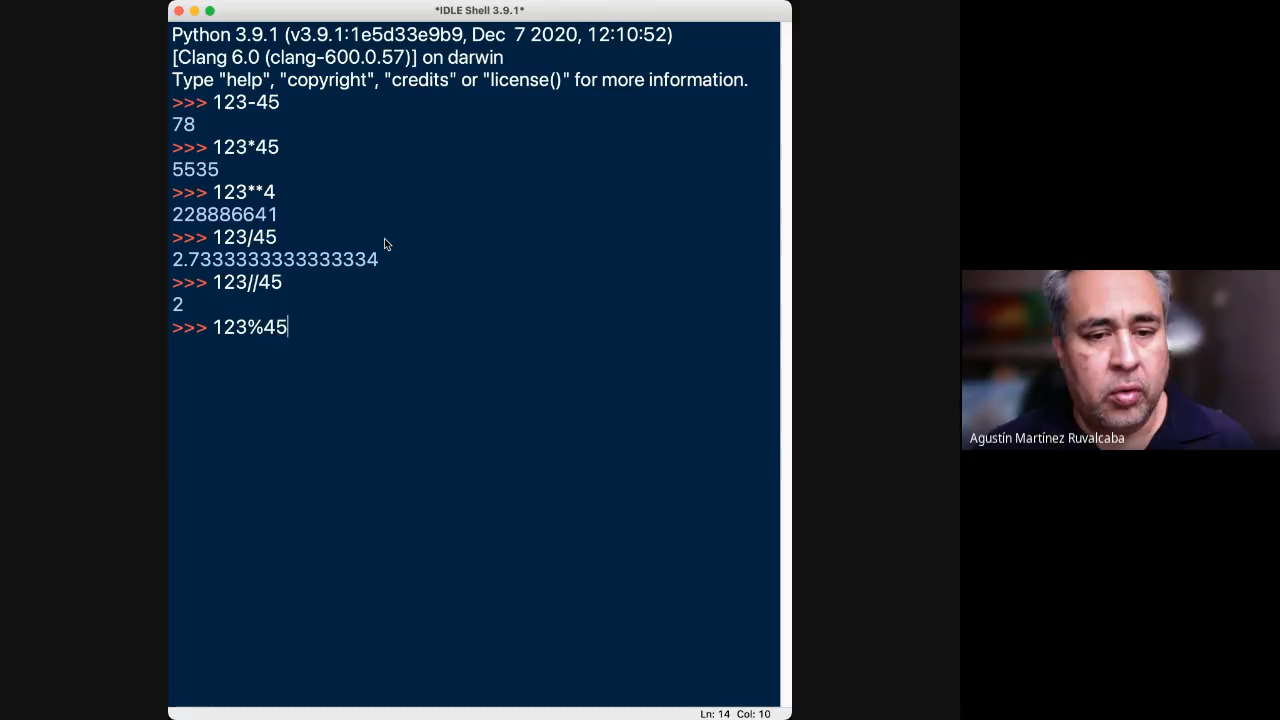 *IDLE Shell 3.9.1*
Python 3.9.1 (v3.9.1:1e5d33e9b9, Dec  7 2020, 12:10:52)
[Clang 6.0 (clang-600.0.57)] on darwin
Type "help", "copyright", "credits" or "license()" for more information.
>>> 123-45
78
>>> 123*45
5535
>>> 123**4
228886641
>>> 123/45
2.7333333333333334
>>> 123//45
2
>>> 123%45
Agustín Martínez Ruvalcaba
Ln: 14 Col: 10